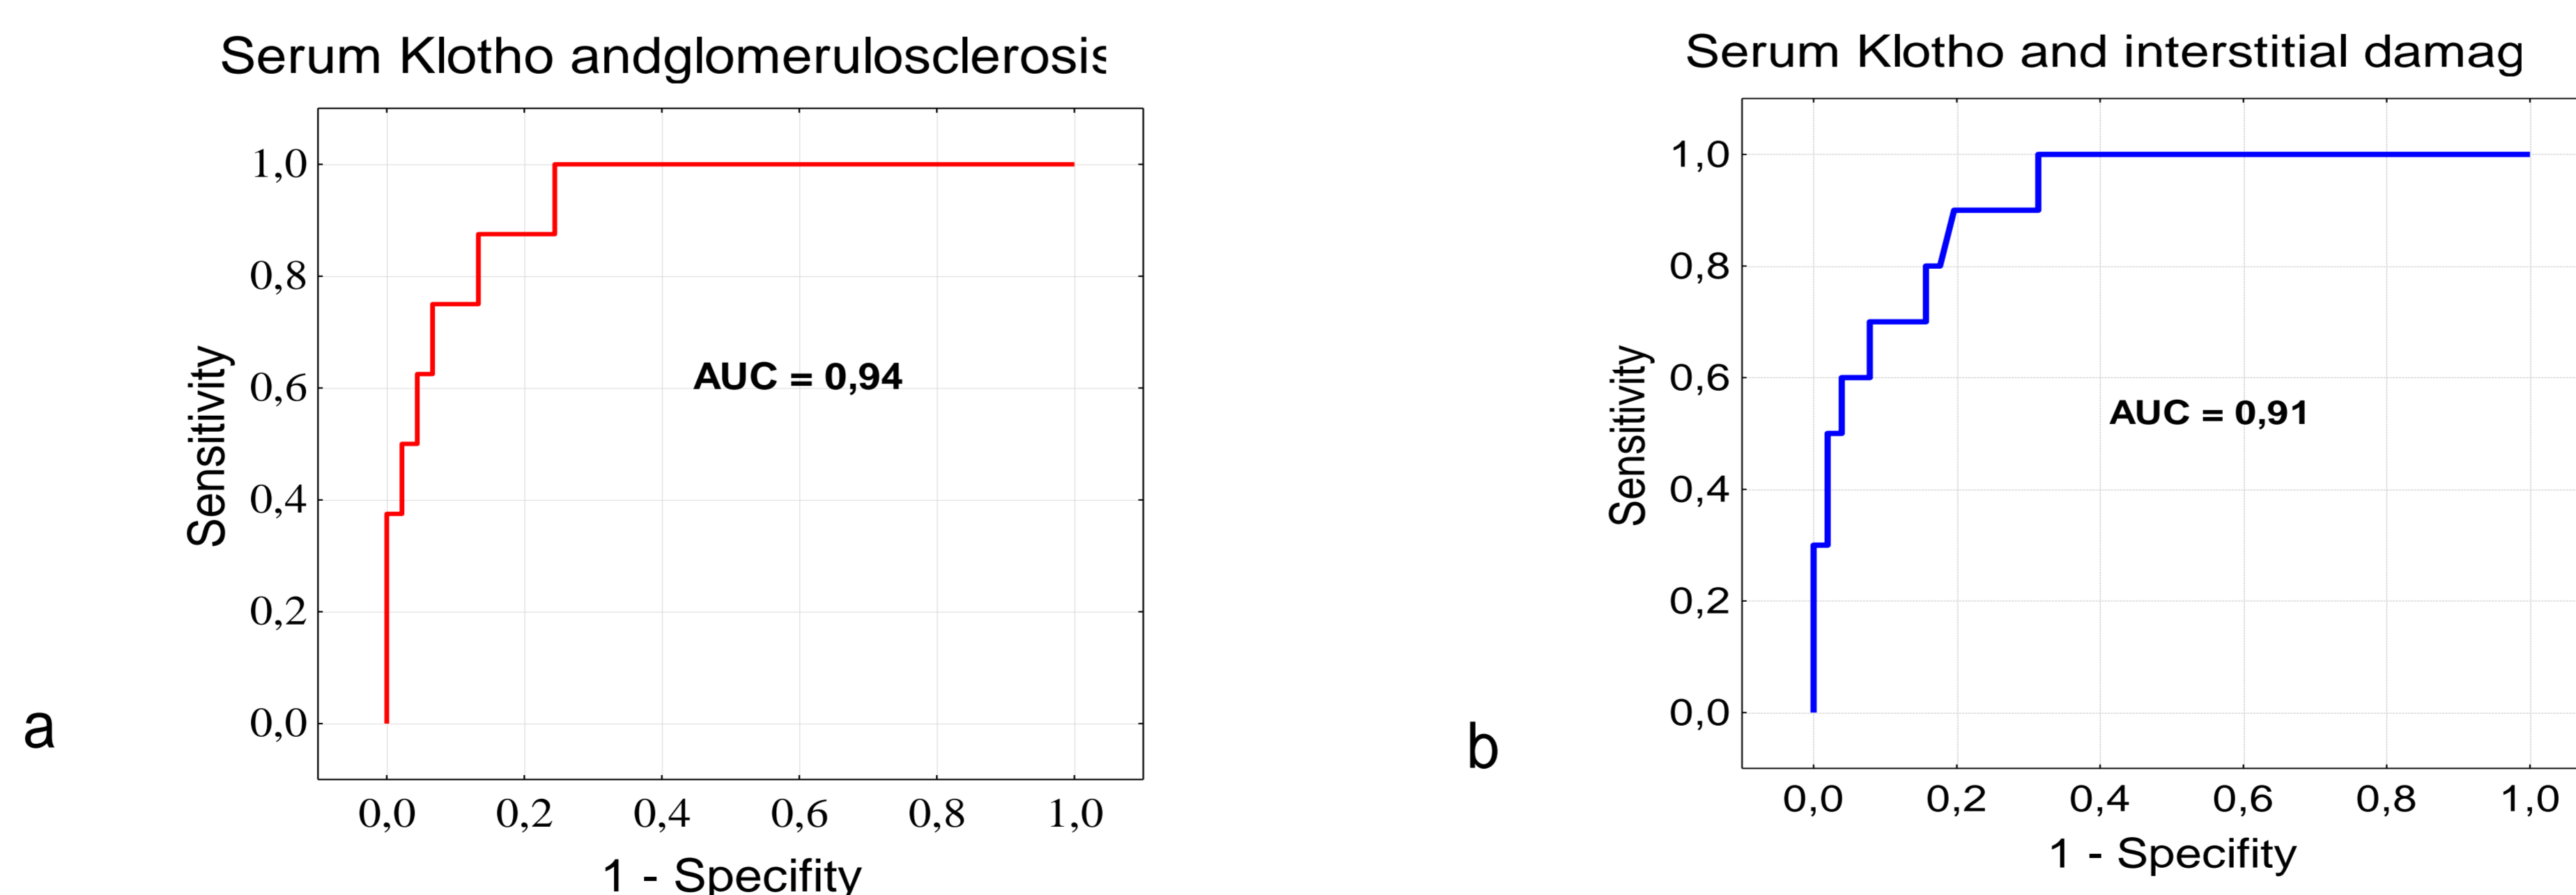 Serum Klotho andglomerulosclerosis
1,0
0,8
0,6
0,4
0,2
0,0
Sensitivity
AUC = 0,94
0,0 0,2 0,4 0,6 0,8 1,0
1 - Specifity
a
Serum Klotho and interstitial damag
1,0
0,8
0,6
0,4
0,2
0,0
Sensitivity
AUC = 0,91
0,0 0,2 0,4 0,6 0,8 1,0
1 - Specifity
b